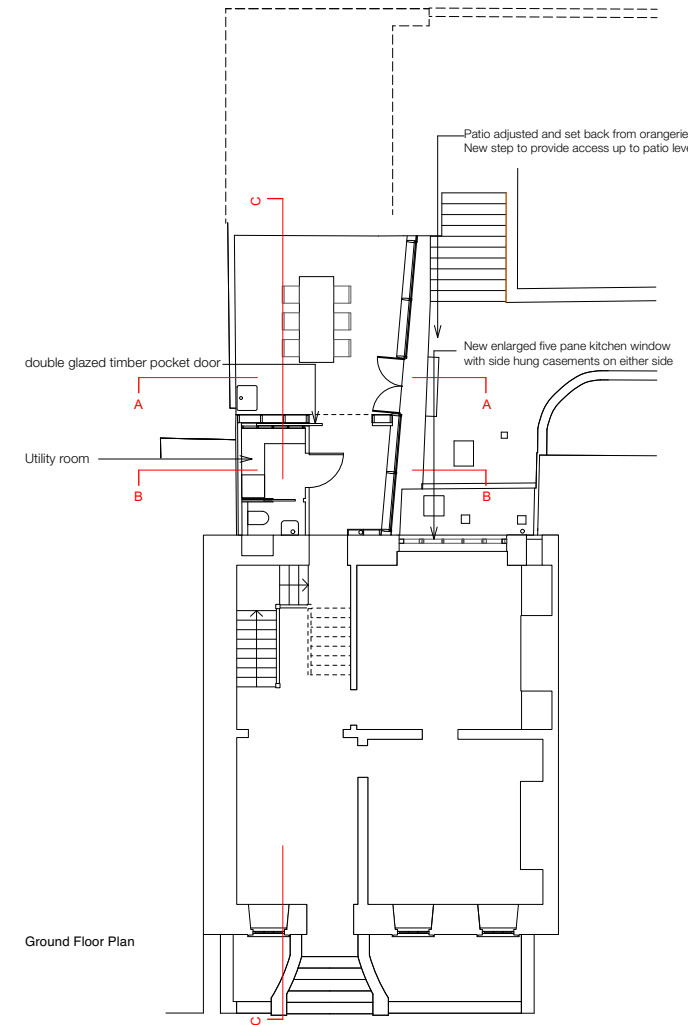 Patio adjusted and set back from orangerie
New step to provide access up to patio leve
C
New enlarged five pane kitchen window
with side hung casements on either side
double glazed timber pocket door
A
A
Utility room
B
B
Ground Floor Plan
C